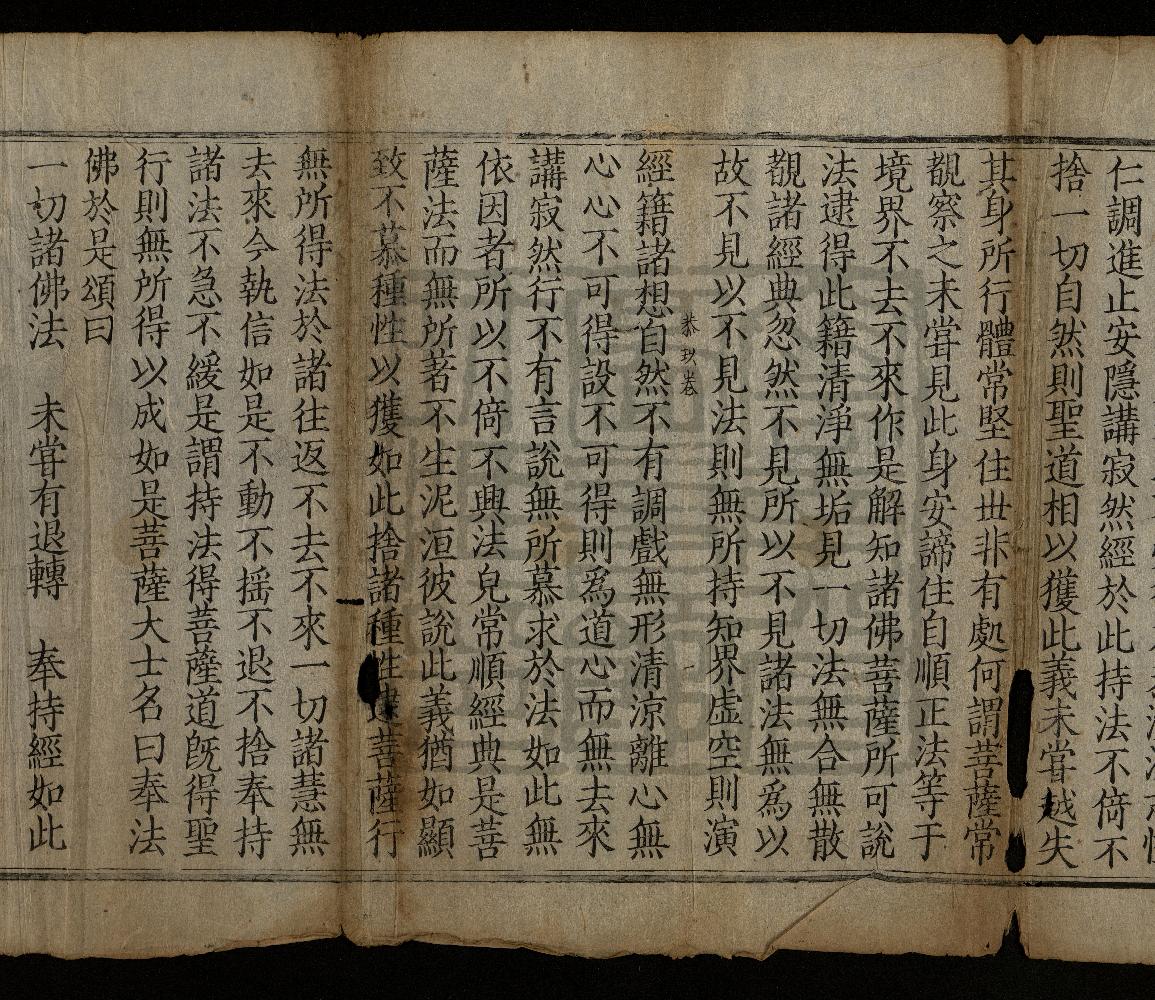 仁調進止安隱講寂然經於此持法不倚不
捨一切自然則聖道相以獲此義未甞越失
其身所行體常堅住世非有處何謂菩薩常
覩察之未甞見此身安諦住自順正法等于
境界不去不來作是解知諸佛菩薩所可說
法逮得此籍清淨無垢見一切法無合無散
覩諸經典忽然不見所以不見諸法無爲以
故不見以不見法則無所持知界虛空則演
恭玖卷
經籍諸想自然不有調戲無形清涼離心無
心心不可得設不可得則爲道心而無去來
講寂然行不有言說無所慕求於法如此無
依因者所以不倚不興法皃常順經典是菩
薩法而無所著不生泥洹彼說此義猶如顯
致不慕種性以獲如此捨諸種性逮菩薩行
無所得法於諸往返不去不來一切諸慧無
去來今執信如是不動不摇不退不捨奉持
諸法不急不緩是謂持法得菩薩道旣得聖
行則無所得以成如是菩薩大士名曰奉法
佛於是頌曰
一切諸佛法　未甞有退轉　奉持經如此